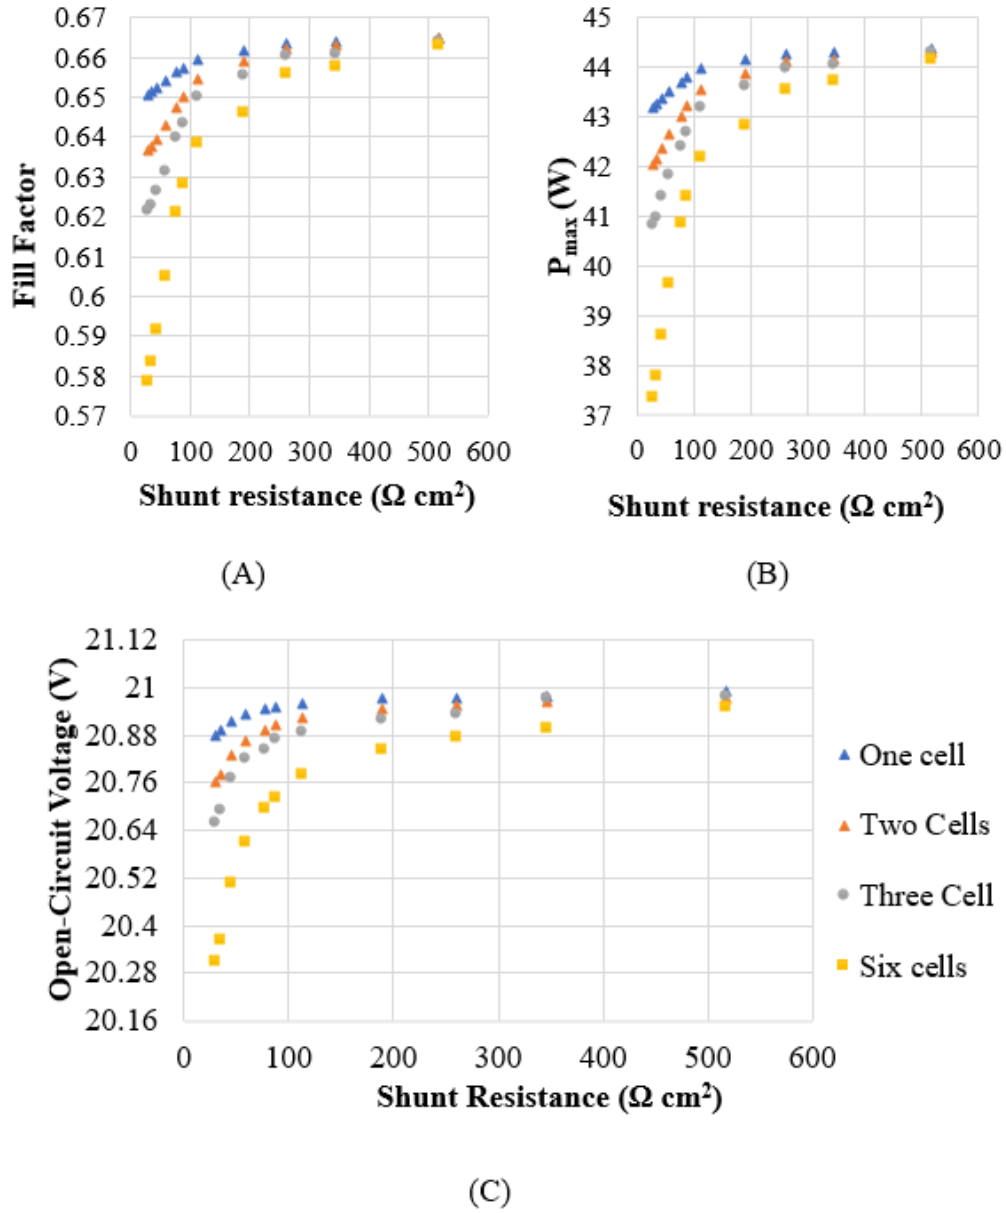 0.67
0.66
0.65
0.64
0.63
0.62
0.61
0.6
0.59
0.58
0.57
Fill Factor
0 100 200 300 400 500 600
Shunt resistance (Ω cm²)
(A)
45
44
43
42
41
40
39
38
37
Pmax (W)
0 100 200 300 400 500 600
Shunt resistance (Ω cm²)
(B)
21.12
21
20.88
20.76
20.64
20.52
20.4
20.28
20.16
Open-Circuit Voltage (V)
0 100 200 300 400 500 600
Shunt Resistance (Ω cm²)
One cell
Two Cells
Three Cell
Six cells
(C)